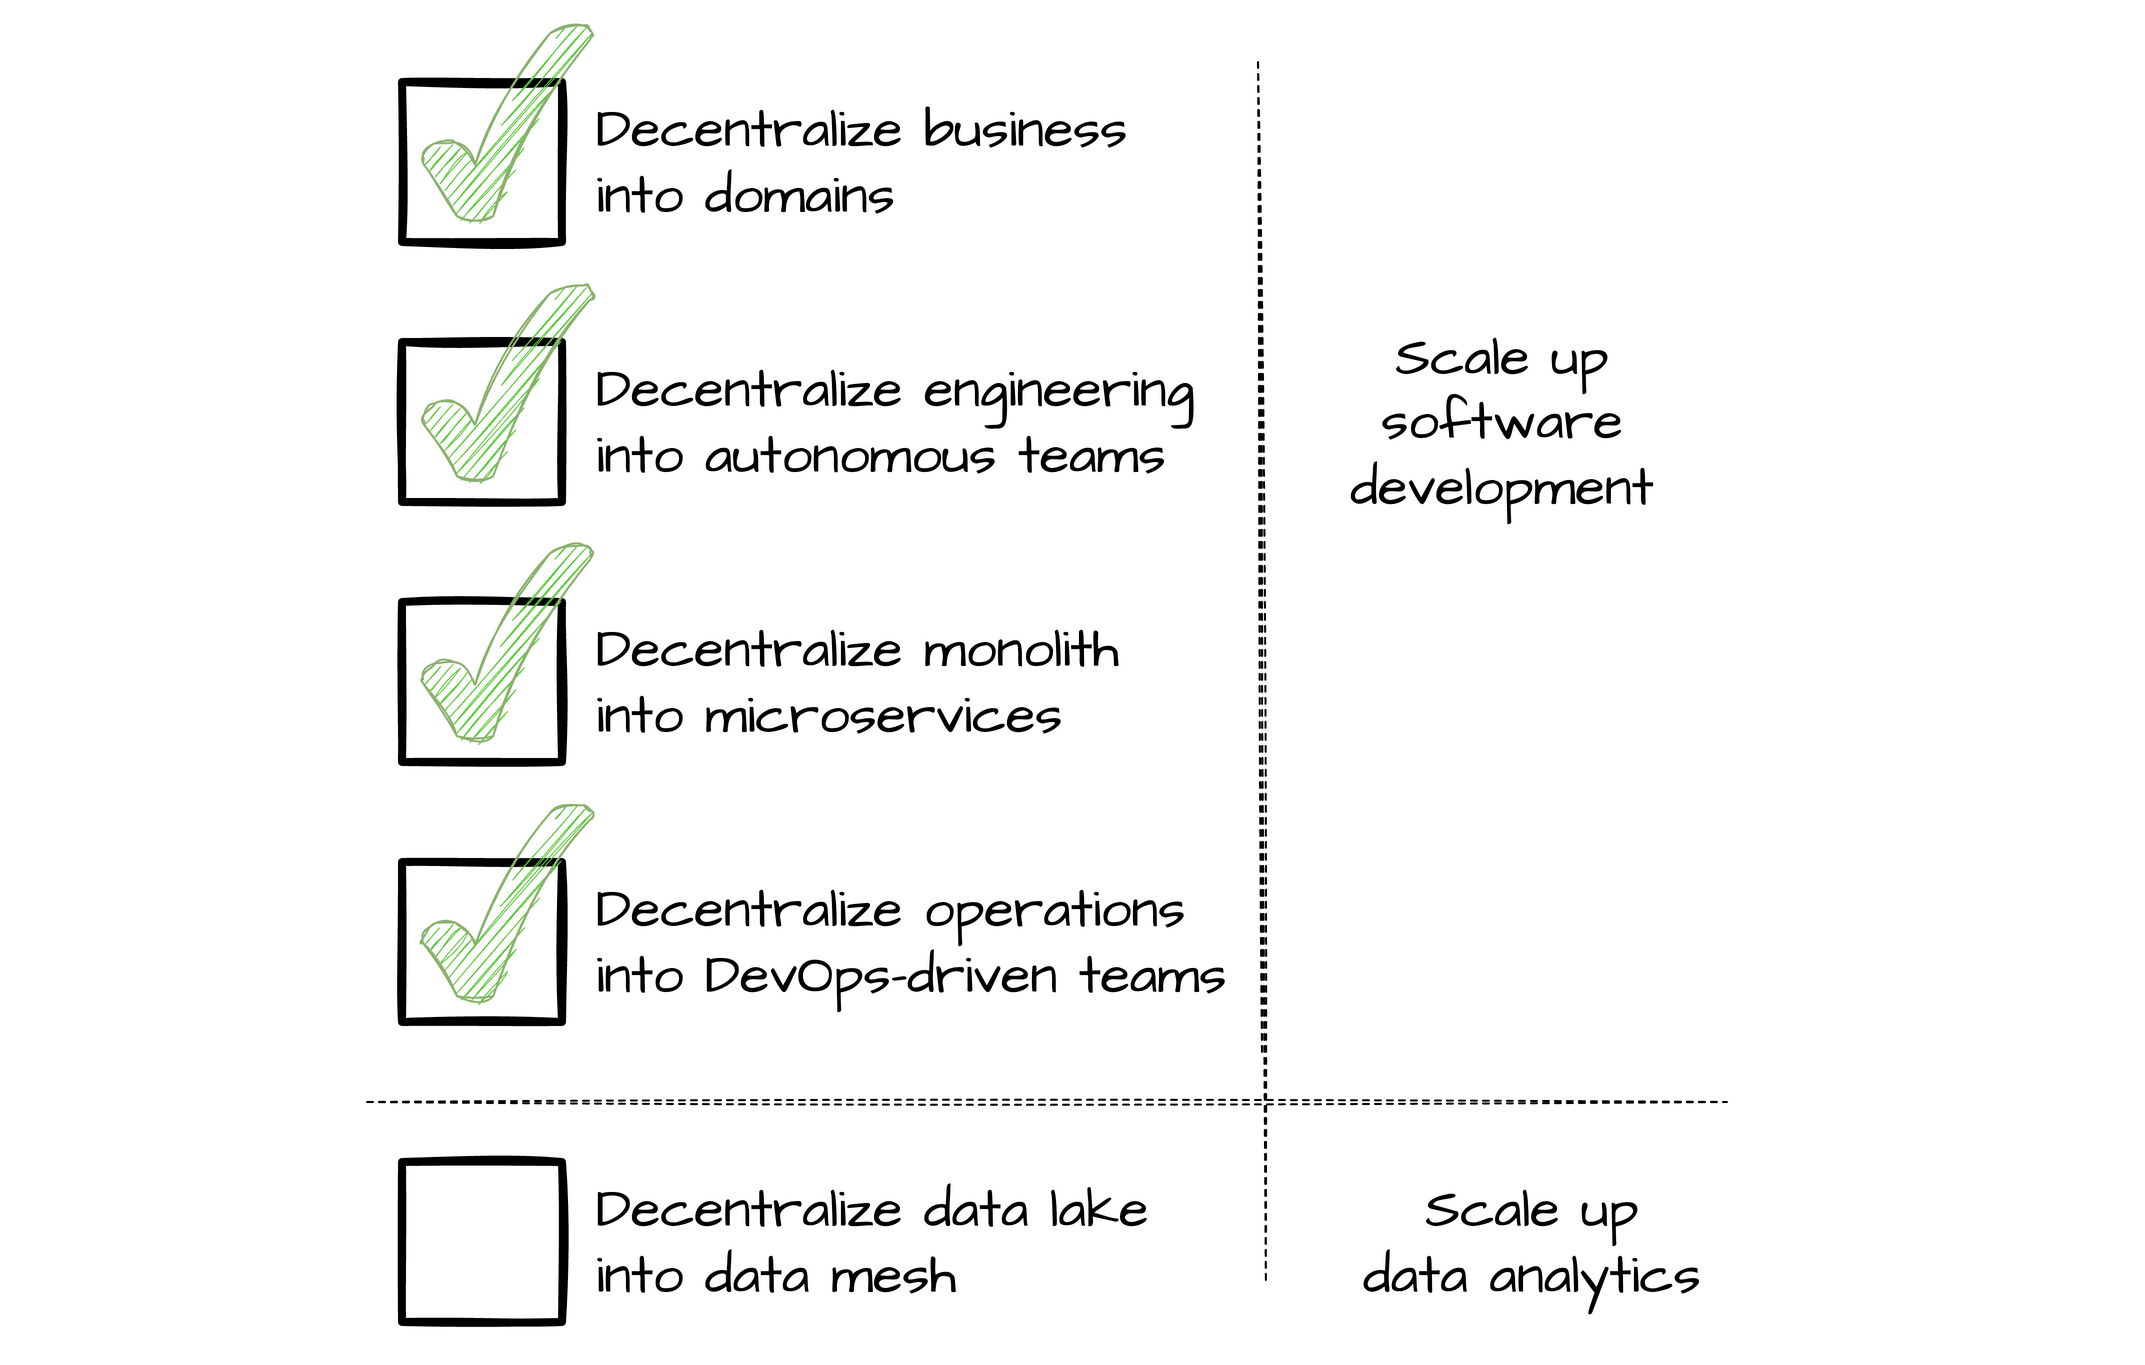 Decentralize business
into domains
Decentralize engineering
into autonomous teams
Scale up
software
development
Decentralize monolith
into microservices
Decentralize operations
into DevOps-driven teams
Decentralize data lake
into data mesh
Scale up
data analytics